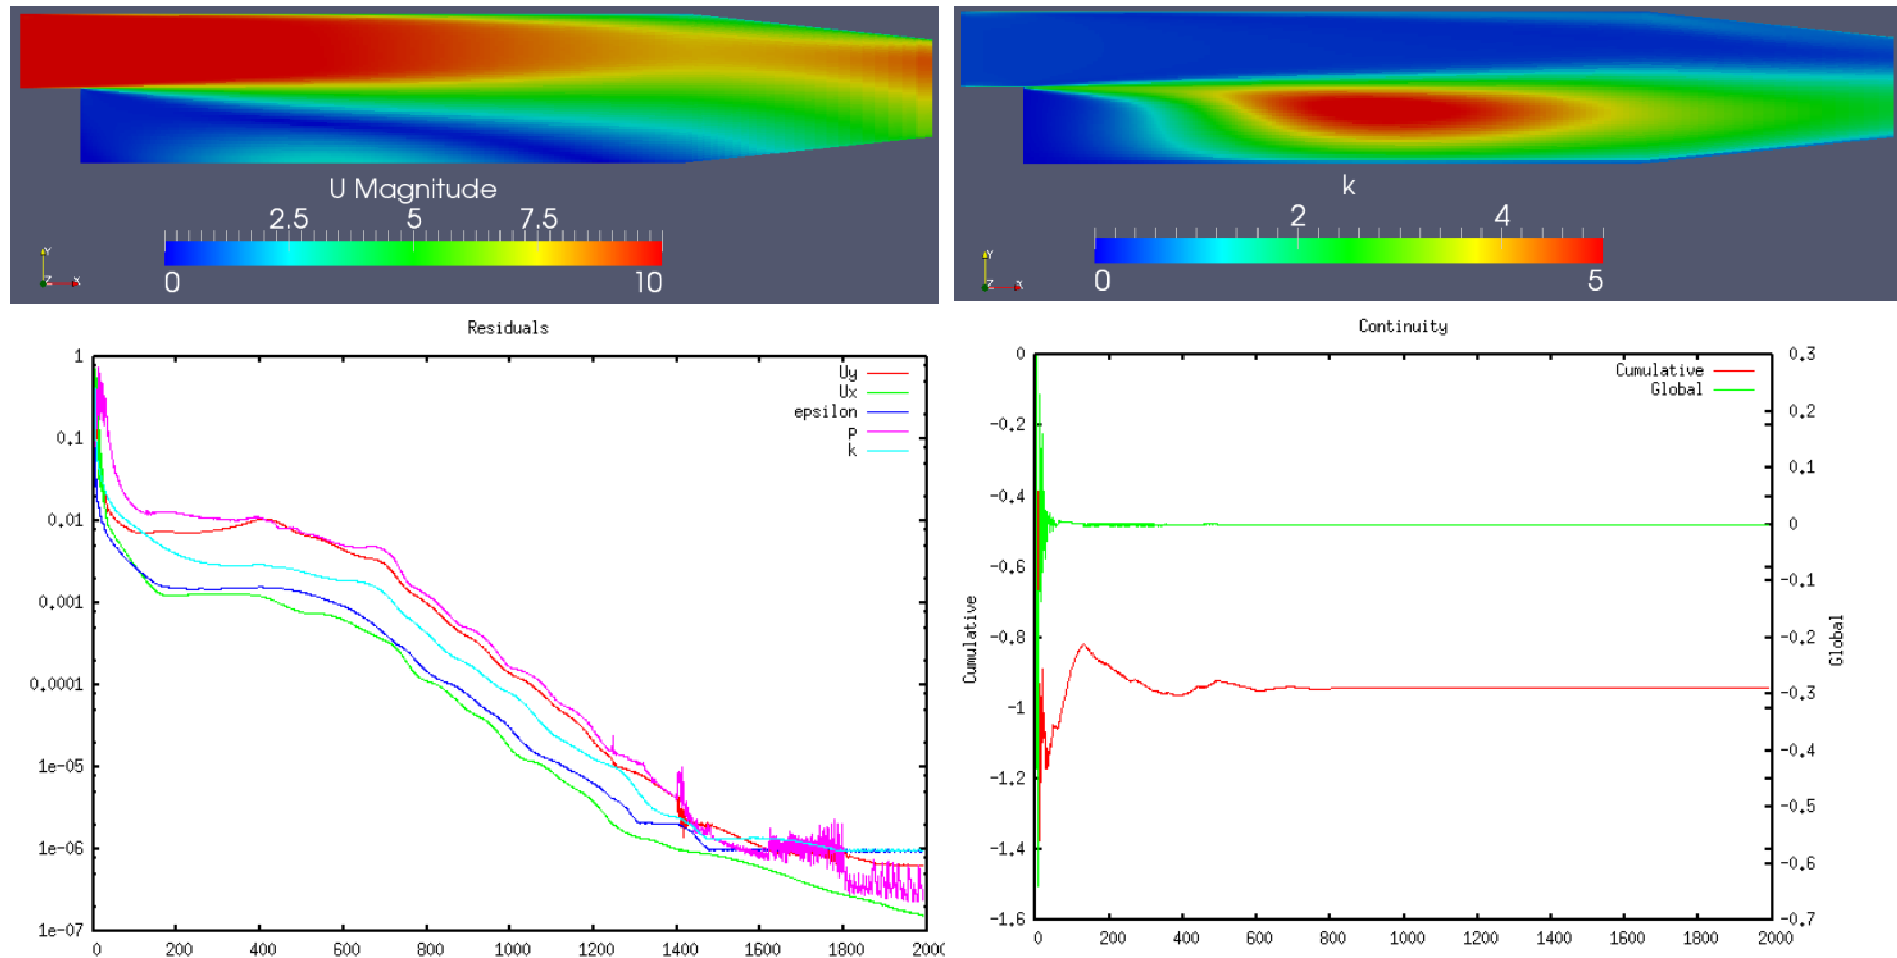 U Magnitude
2.5 5 7.5
0 10
Y
Z X
k
2 4
0 5
Y
Z X
Residuals
1
0.1
0.01
0.001
0.0001
1e-05
1e-06
1e-07
0 200 400 600 800 1000 1200 1400 1600 1800 2000
Uy
Ux
epsilon
p
k
Continuity
Cumulative
Global
0
-0.2
-0.4
-0.6
-0.8
-1
-1.2
-1.4
-1.6
Cumulative
0.3
0.2
0.1
0
-0.1
-0.2
-0.3
-0.4
-0.5
-0.6
-0.7
Global
0 200 400 600 800 1000 1200 1400 1600 1800 2000